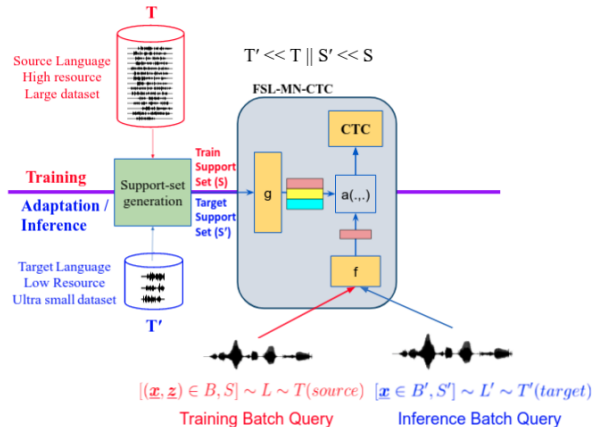 T
Source Language
High resource
Large dataset
T′ << T || S′ << S
FSL-MN-CTC
CTC
Train
Support
Set (S)
Training
Support-set
generation
g
a(.,.)
Adaptation /
Inference
Target
Support
Set (S′)
f
Target Language
Low Resource
Ultra small dataset
T′
[(x, z) ∈ B, S] ∼ L ∼ T(source)
[x ∈ B′, S′] ∼ L′ ∼ T′(target)
Training Batch Query
Inference Batch Query